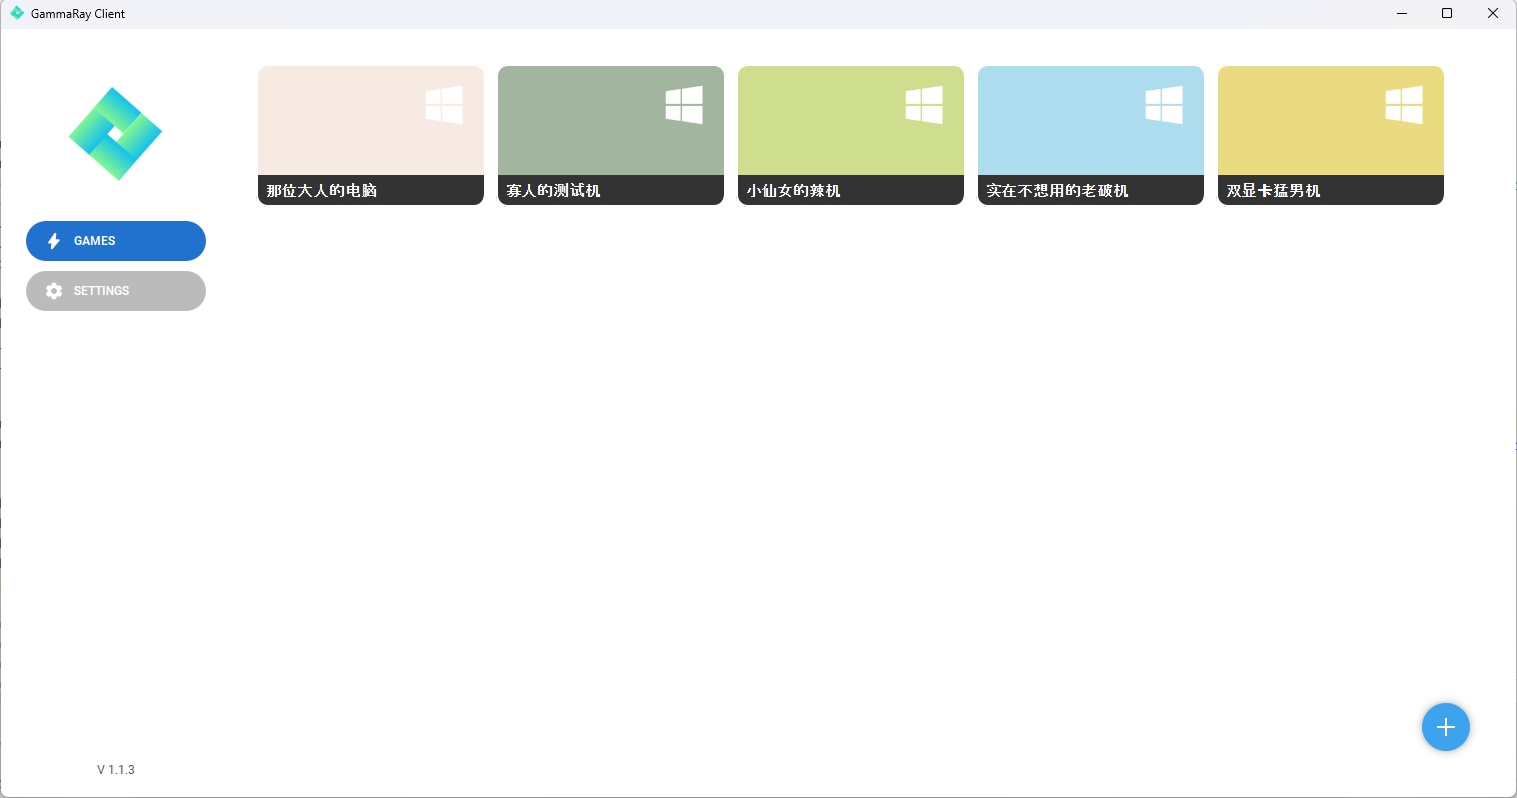 GammaRay Client
那位大人的电脑
寡人的测试机
小仙女的辣机
实在不想用的老破机
双显卡猛男机
GAMES
SETTINGS
V 1.1.3